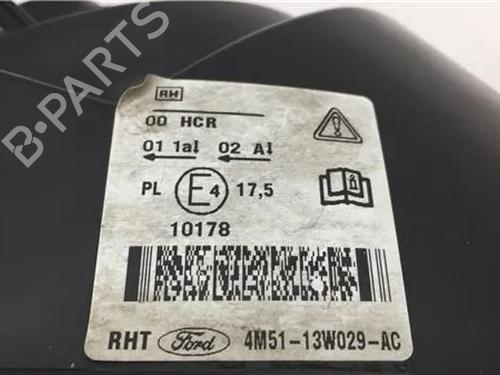 RH
00 HCR
01 1a 02 A
PL E4 17,5
10178
RHT Ford 4M51-13W029-AC
B-PARTS